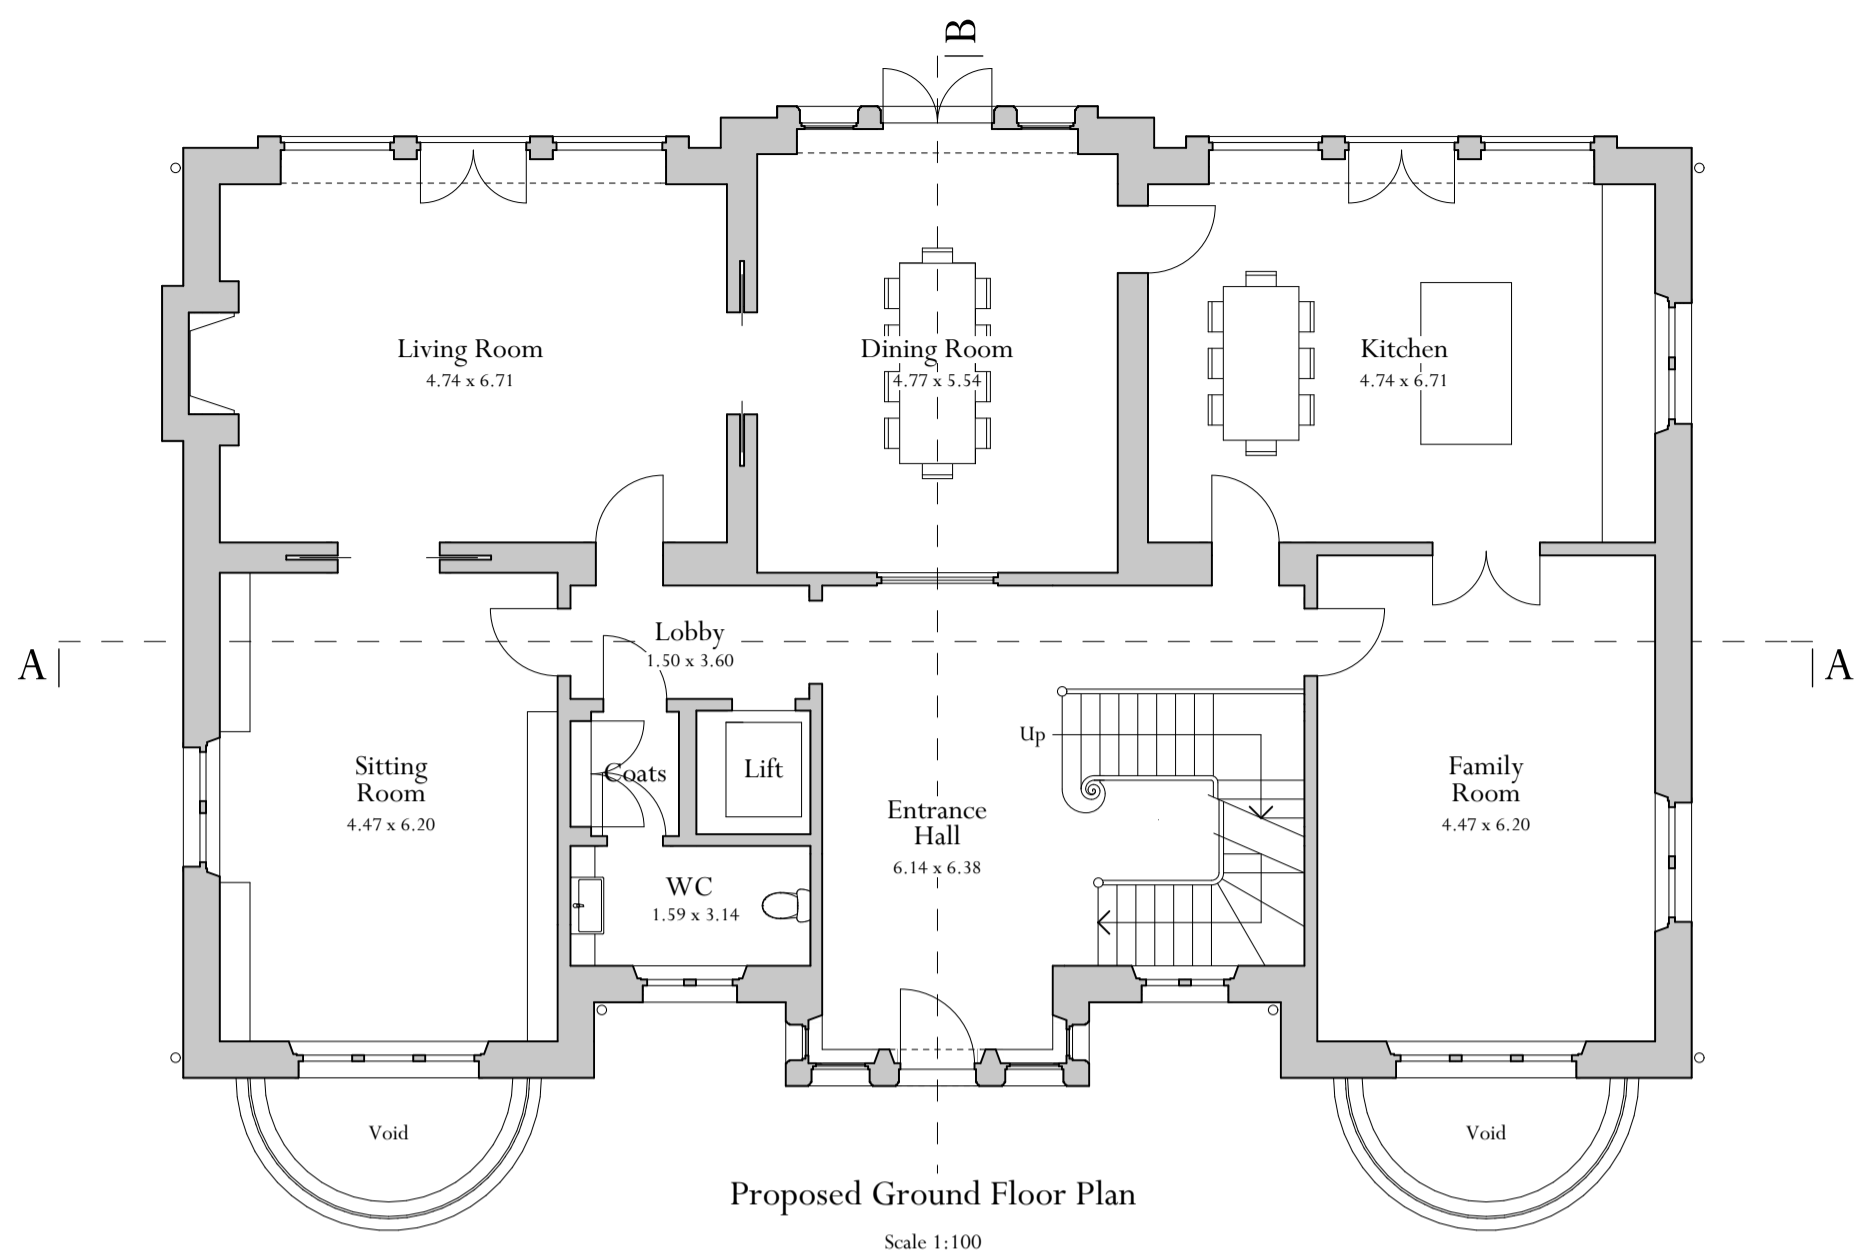 B
Living Room
4.74 x 6.71
Dining Room
4.77 x 5.54
Kitchen
4.74 x 6.71
Lobby
1.50 x 3.60
A
A
Up
Sitting
Room
4.47 x 6.20
Coats
Lift
Entrance
Hall
6.14 x 6.38
Family
Room
4.47 x 6.20
WC
1.59 x 3.14
Void
Void
Proposed Ground Floor Plan
Scale 1:100